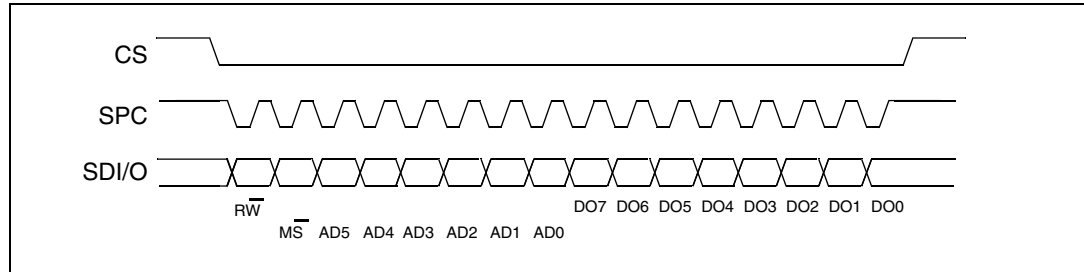 CS
SPC
SDI/O
RW̅ DO7 DO6 DO5 DO4 DO3 DO2 DO1 DO0
MS̅ AD5 AD4 AD3 AD2 AD1 AD0